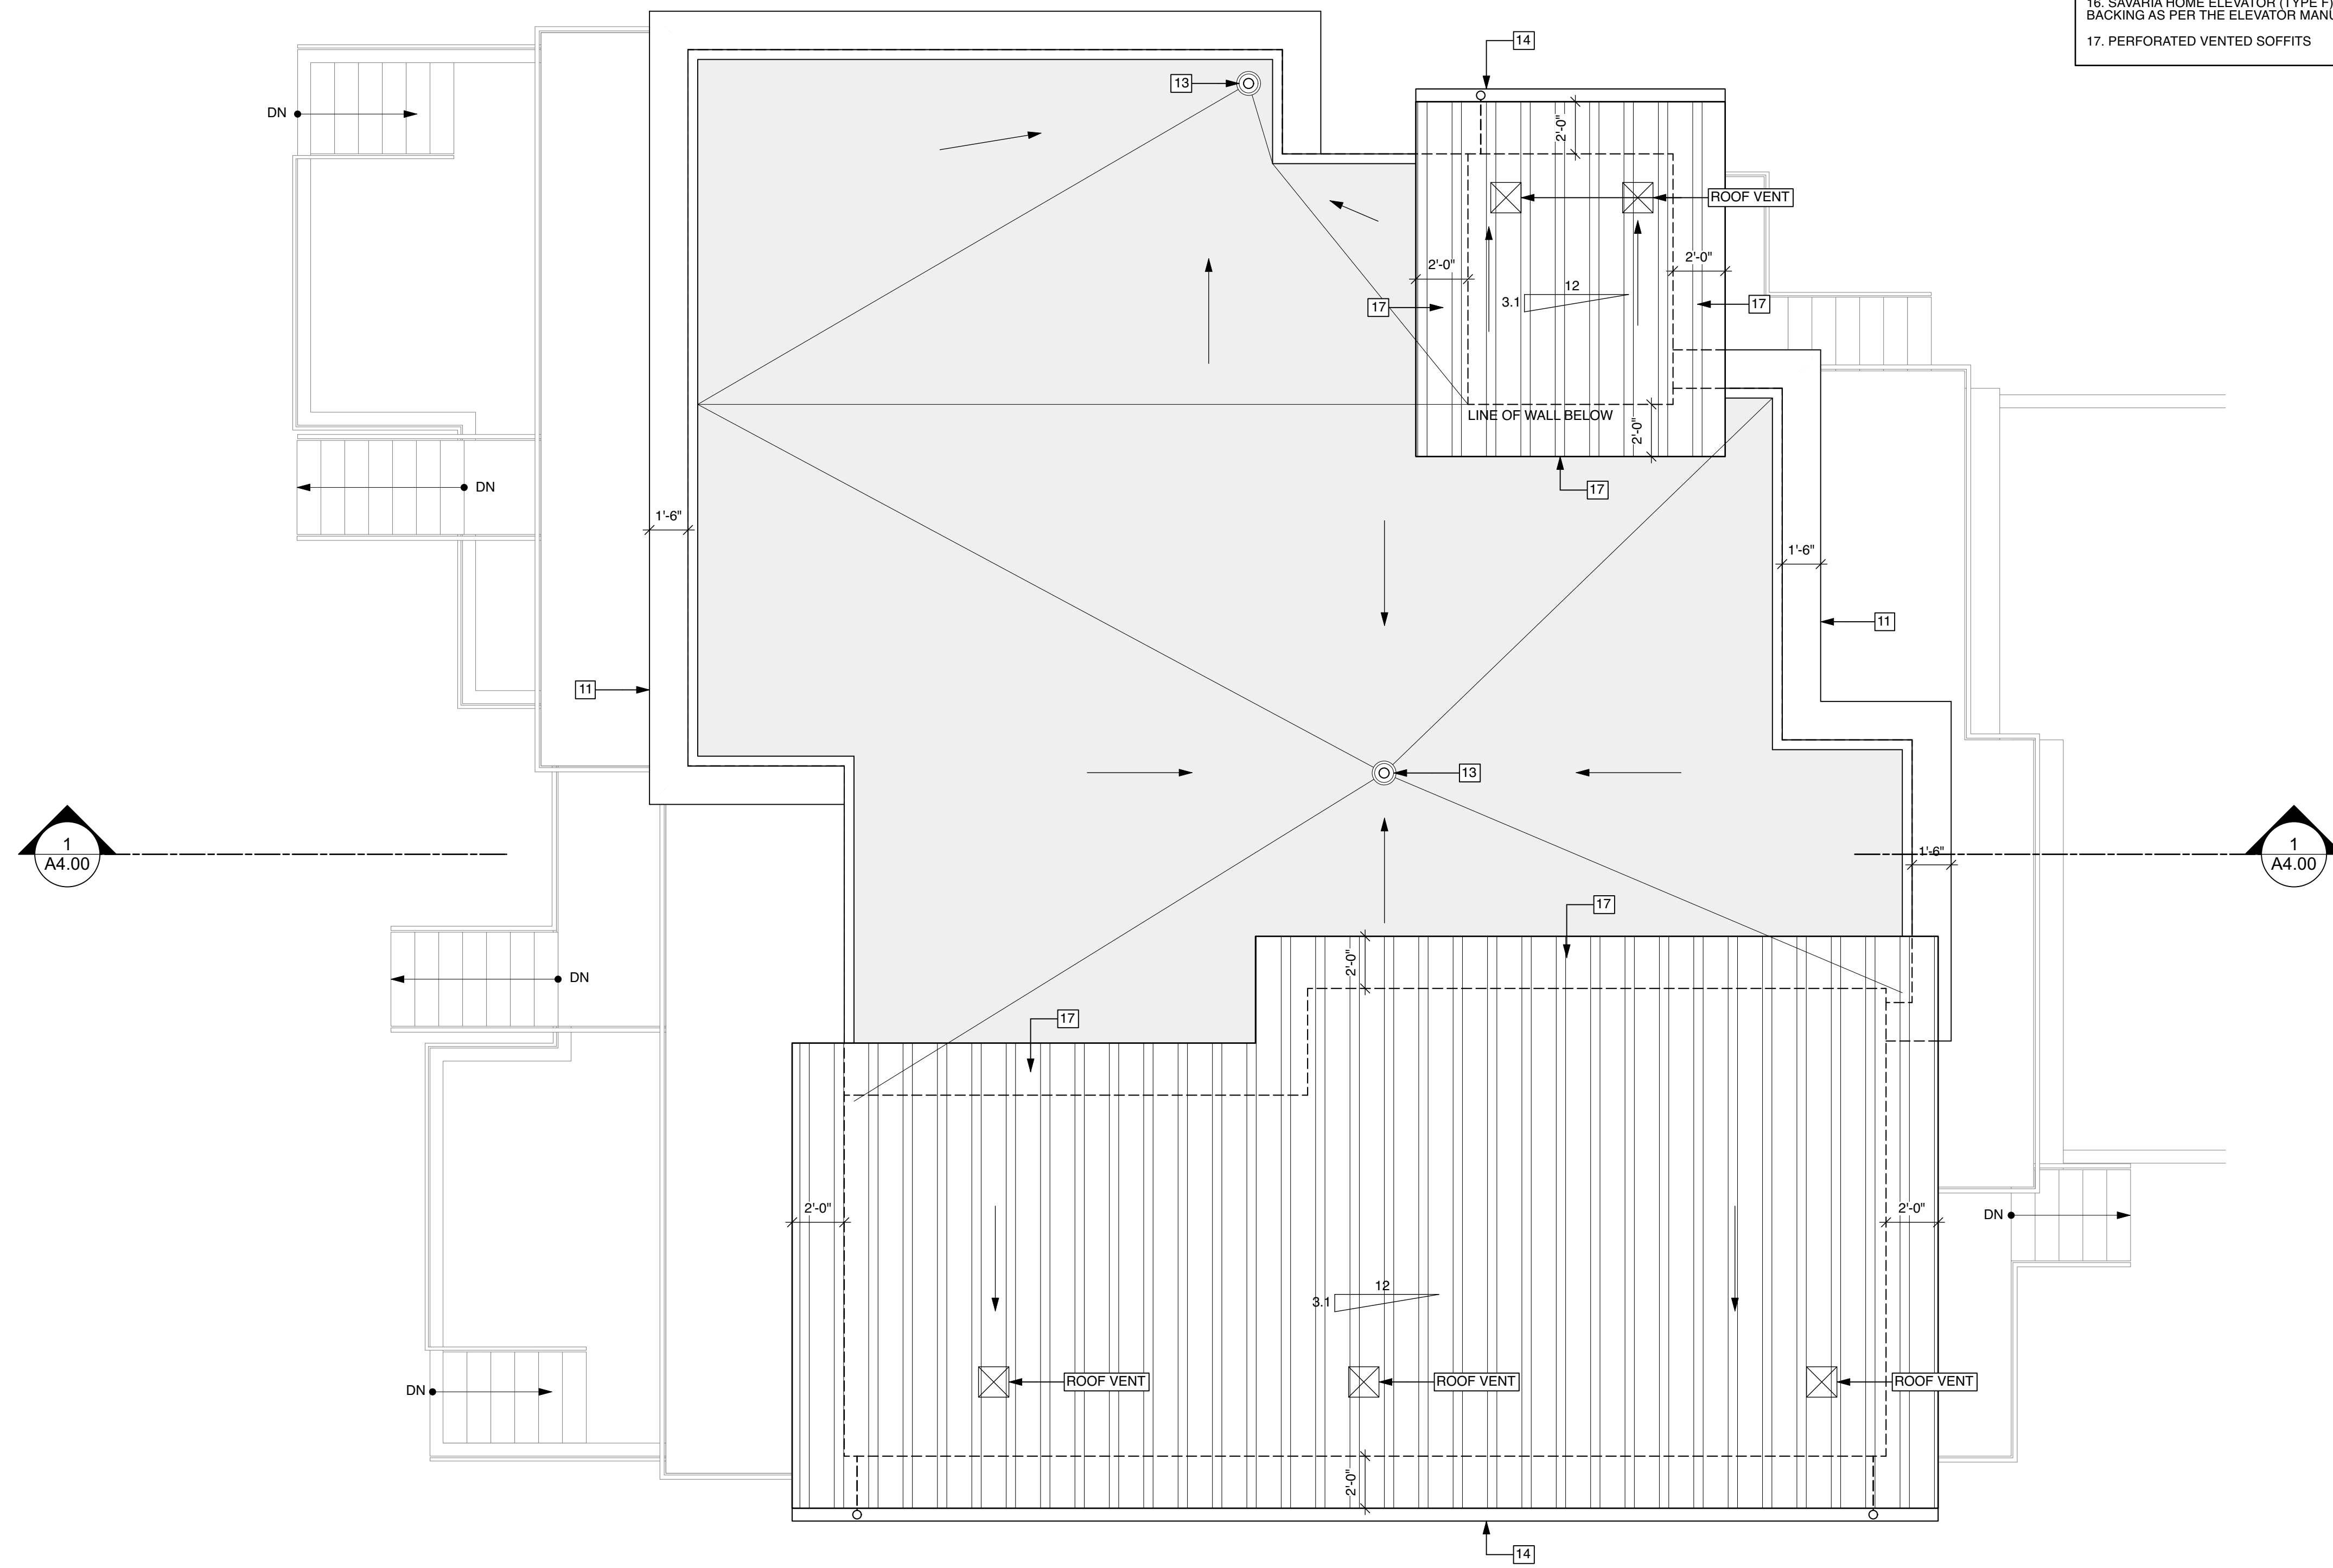 16. SAVARIA HOME ELEVATOR (TYPE F)
BACKING AS PER THE ELEVATOR MANU
17. PERFORATED VENTED SOFFITS
14
13
DN
2'-0"
ROOF VENT
2'-0"
2'-0"
12
3.1
17
17
LINE OF WALL BELOW
2'-0"
DN
17
1'-6"
1'-6"
11
11
13
1
A4.00
1'-6"
1
A4.00
17
2'-0"
DN
17
2'-0"
2'-0"
DN
12
3.1
ROOF VENT
ROOF VENT
ROOF VENT
DN
2'-0"
14